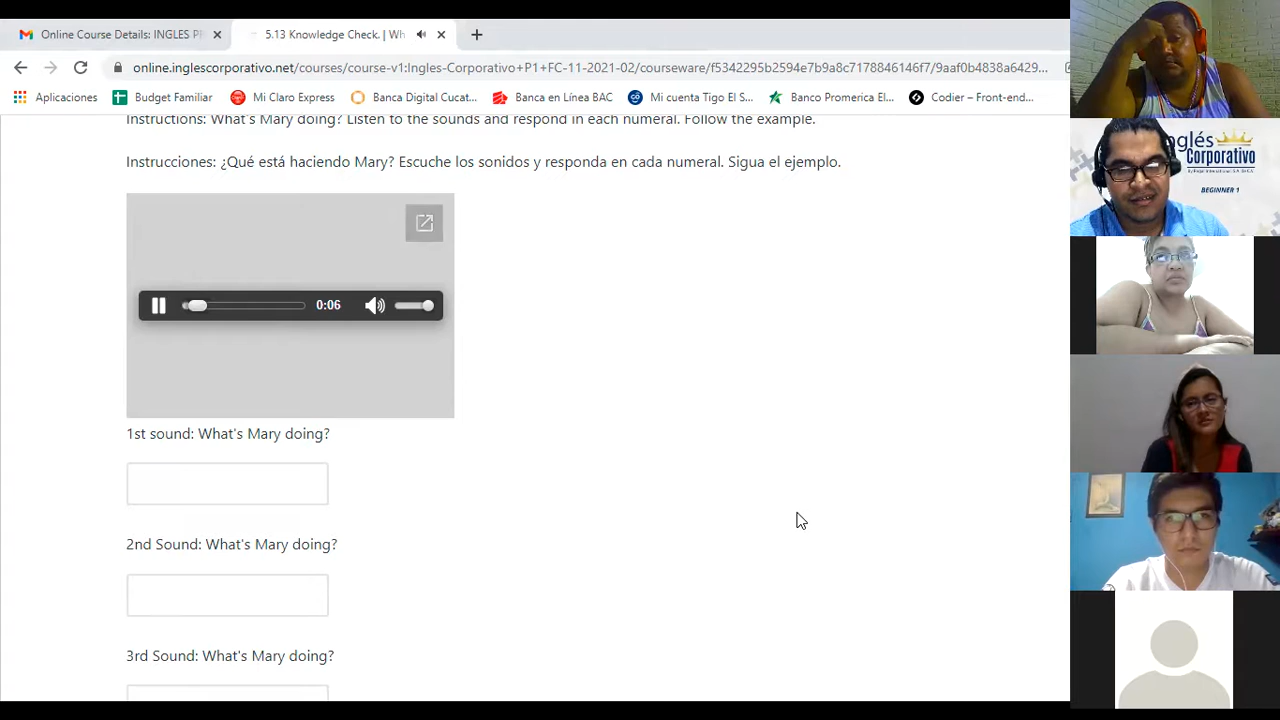 Online Course Details: INGLES P
5.13 Knowledge Check. | Wh
online.inglescorporativo.net/courses/course-v1:Ingles-Corporativo+P1+FC-11-2021-02/courseware/f5342295b2594e7b9a8c7178846146f7/9aaf0b4838a6429...
Aplicaciones
Budget Familiar
Mi Claro Express
Banca Digital Cucat...
Banca en Línea BAC
Mi cuenta Tigo El S...
Banco Promerica El...
Codier – Front-end...
Instructions: What's Mary doing? Listen to the sounds and respond in each numeral. Follow the example.
Instrucciones: ¿Qué está haciendo Mary? Escuche los sonidos y responda en cada numeral. Sigua el ejemplo.
0:06
1st sound: What's Mary doing?
2nd Sound: What's Mary doing?
3rd Sound: What's Mary doing?
nglés
Corporativo
BEGINNER 1